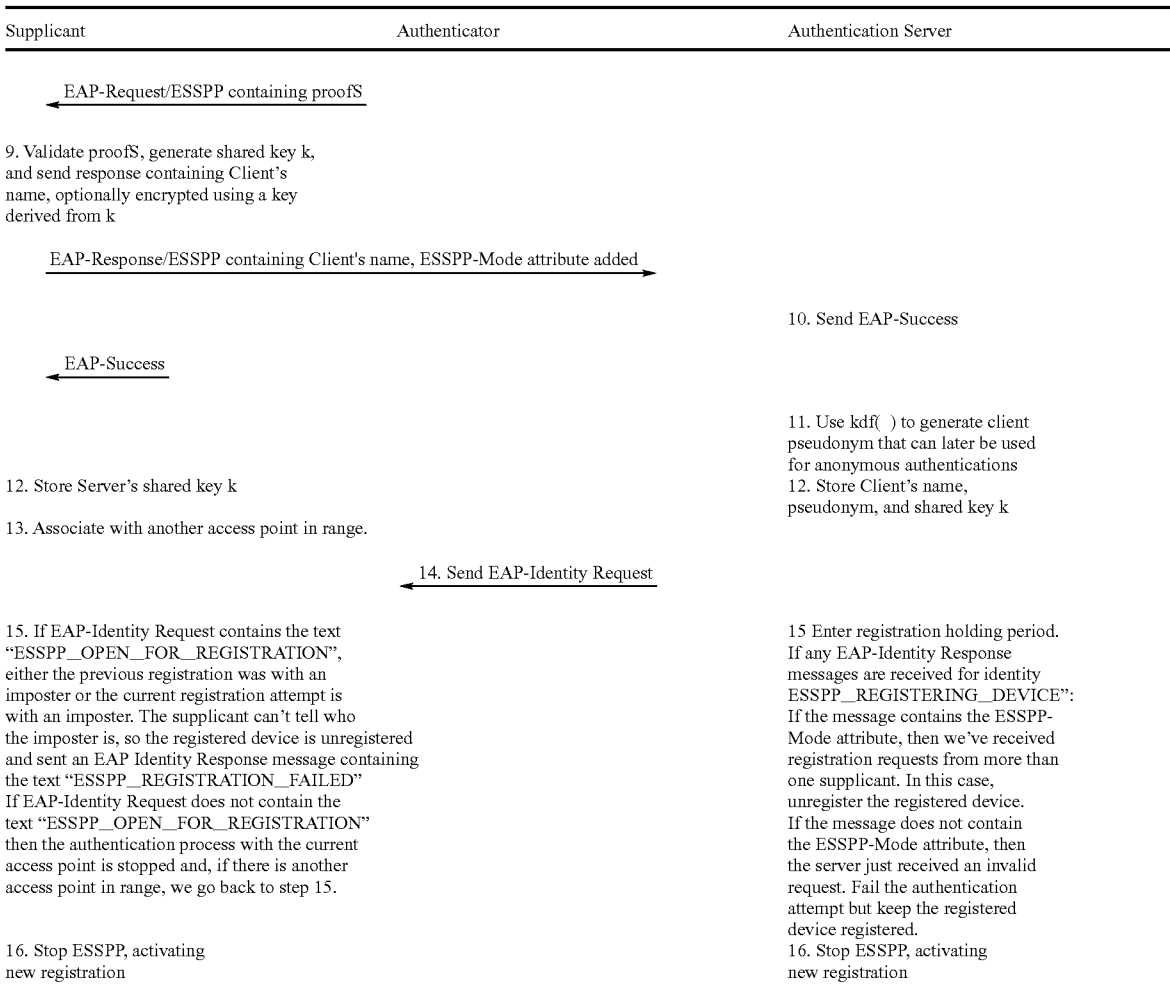 Supplicant
Authenticator
Authentication Server
EAP-Request/ESSPP containing proofS
9. Validate proofS, generate shared key k,
and send response containing Client's
name, optionally encrypted using a key
derived from k
EAP-Response/ESSPP containing Client's name, ESSPP-Mode attribute added
10. Send EAP-Success
EAP-Success
11. Use kdf( ) to generate client
pseudonym that can later be used
for anonymous authentications
12. Store Server’s shared key k
12. Store Client’s name,
pseudonym, and shared key k
13. Associate with another access point in range.
14. Send EAP-Identity Request
15. If EAP-Identity Request contains the text
“ESSPP__OPEN__FOR__REGISTRATION”,
either the previous registration was with an
imposter or the current registration attempt is
with an imposter. The supplicant can’t tell who
the imposter is, so the registered device is unregistered
and sent an EAP Identity Response message containing
the text “ESSPP__REGISTRATION__FAILED”
If EAP-Identity Request does not contain the
text “ESSPP__OPEN__FOR__REGISTRATION”
then the authentication process with the current
access point is stopped and, if there is another
access point in range, we go back to step 15.
15 Enter registration holding period.
If any EAP-Identity Response
messages are received for identity
ESSPP__REGISTERING__DEVICE”:
If the message contains the ESSPP-
Mode attribute, then we’ve received
registration requests from more than
one supplicant. In this case,
unregister the registered device.
If the message does not contain
the ESSPP-Mode attribute, then
the server just received an invalid
request. Fail the authentication
attempt but keep the registered
device registered.
16. Stop ESSPP, activating
new registration
16. Stop ESSPP, activating
new registration